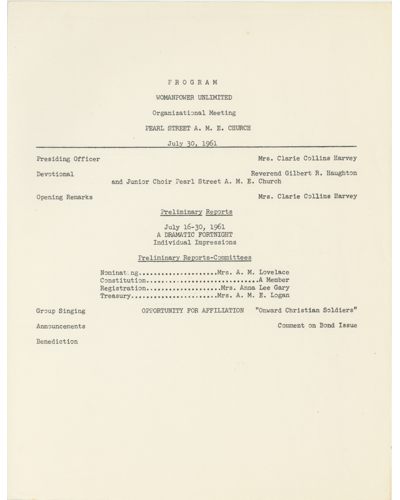 PROGRAM
WOMANPOWER UNLIMITED
Organizational Meeting
PEARL STREET A. M. E. CHURCH
July 30, 1961
Presiding Officer Mrs. Clarie Collins Harvey
Devotional Reverend Gilbert R. Haughton
and Junior Choir Pearl Street A. M. E. Church
Opening Remarks Mrs. Clarie Collins Harvey
Preliminary Reports
July 16-30, 1961
A DRAMATIC FORTNIGHT
Individual Impressions
Preliminary Reports-Committees
Nominating.....................Mrs. A. M. Lovelace
Constitution..............................A Member
Registration...................Mrs. Anna Lee Gary
Treasury.......................Mrs. A. M. E. Logan
Group Singing OPPORTUNITY FOR AFFILIATION "Onward Christian Soldiers"
Announcements Comment on Bond Issue
Benediction